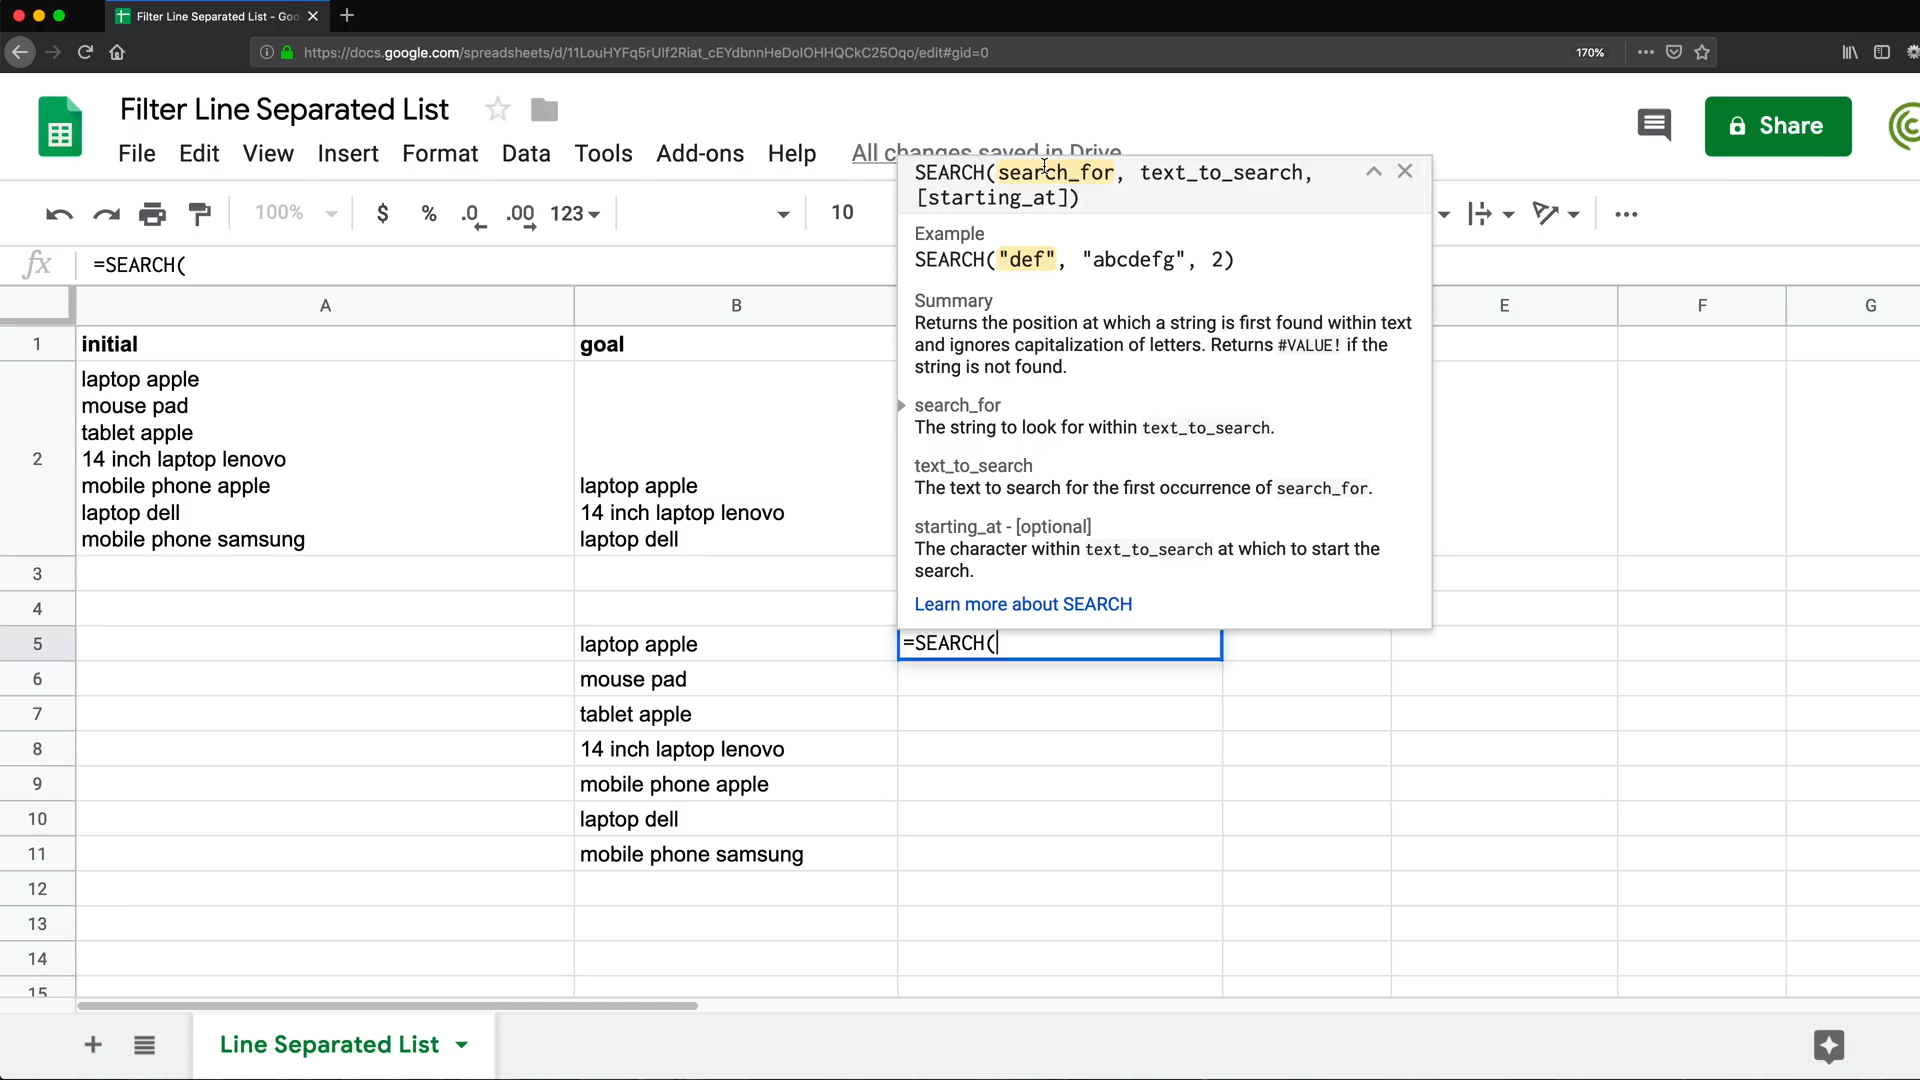 Filter Line Separated List - Goo
https://docs.google.com/spreadsheets/d/11LouHYFq5rUlf2Riat_cEYdbnnHeDoIOHHQCkC25Oqo/edit#gid=0
170%
Filter Line Separated List
Share
File Edit View Insert Format Data Tools Add-ons Help All changes saved in Drive
100% $ % .0 .00 123 10
fx =SEARCH(
SEARCH(search_for, text_to_search,
[starting_at])
Example
SEARCH("def", "abcdefg", 2)
Summary
Returns the position at which a string is first found within text
and ignores capitalization of letters. Returns #VALUE! if the
string is not found.
search_for
The string to look for within text_to_search.
text_to_search
The text to search for the first occurrence of search_for.
starting_at - [optional]
The character within text_to_search at which to start the
search.
Learn more about SEARCH
A B E F G
1 initial goal
2
laptop apple
mouse pad
tablet apple
14 inch laptop lenovo
mobile phone apple
laptop dell
mobile phone samsung
laptop apple
14 inch laptop lenovo
laptop dell
3
4
5 laptop apple =SEARCH(
6 mouse pad
7 tablet apple
8 14 inch laptop lenovo
9 mobile phone apple
10 laptop dell
11 mobile phone samsung
12
13
14
15
Line Separated List